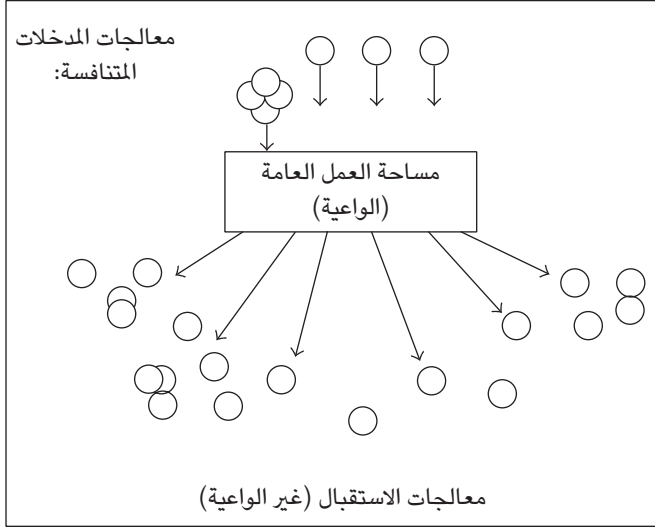 معالجات المدخلات
المتنافسة:
مساحة العمل العامة
(الواعية)
معالجات الاستقبال (غير الواعية)